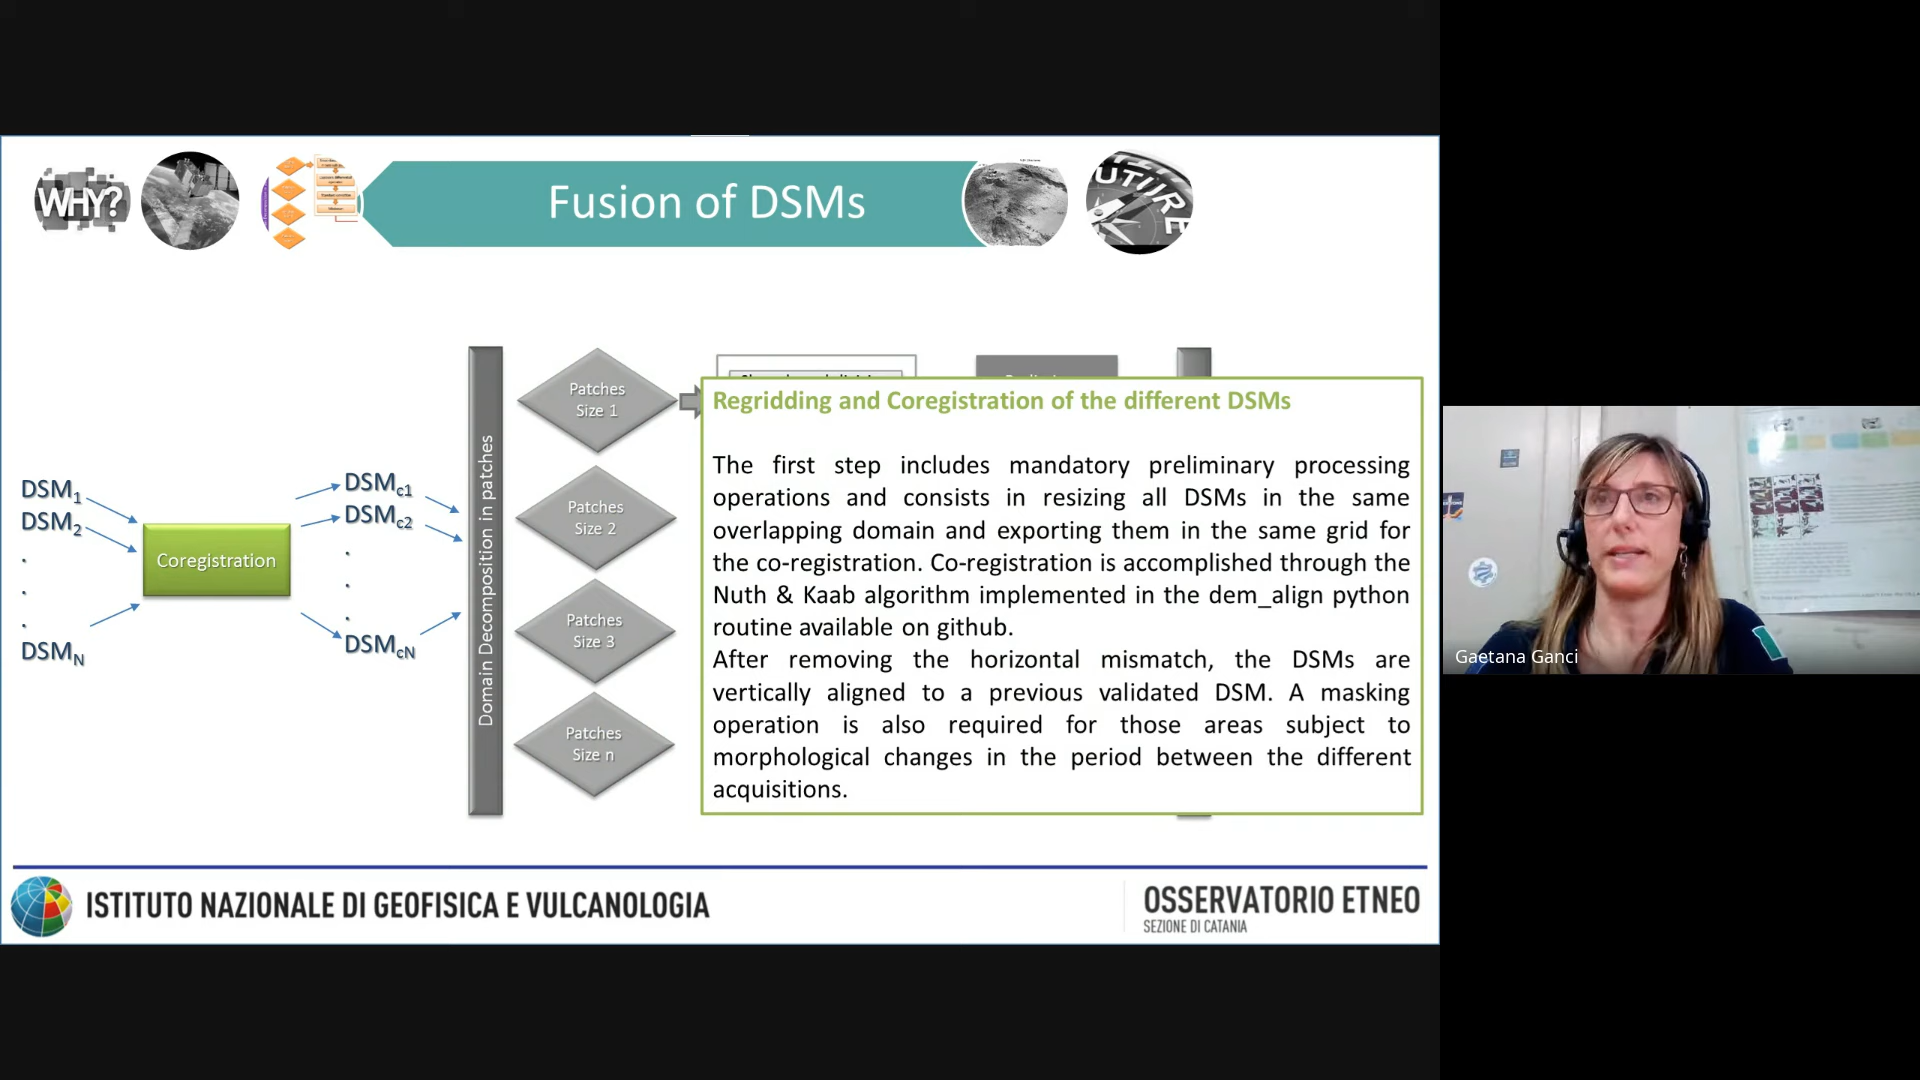 WHY?
Fusion of DSMs
FUTURE
DSM1
DSM2
.
.
.
DSMN
Coregistration
DSMc1
DSMc2
.
.
.
DSMcN
Domain Decomposition in patches
Patches
Size 1
Patches
Size 2
Patches
Size 3
Patches
Size n
Regridding and Coregistration of the different DSMs
The first step includes mandatory preliminary processing
operations and consists in resizing all DSMs in the same
overlapping domain and exporting them in the same grid for
the co-registration. Co-registration is accomplished through the
Nuth & Kaab algorithm implemented in the dem_align python
routine available on github.
After removing the horizontal mismatch, the DSMs are
vertically aligned to a previous validated DSM. A masking
operation is also required for those areas subject to
morphological changes in the period between the different
acquisitions.
Gaetana Ganci
ISTITUTO NAZIONALE DI GEOFISICA E VULCANOLOGIA
OSSERVATORIO ETNEO
SEZIONE DI CATANIA